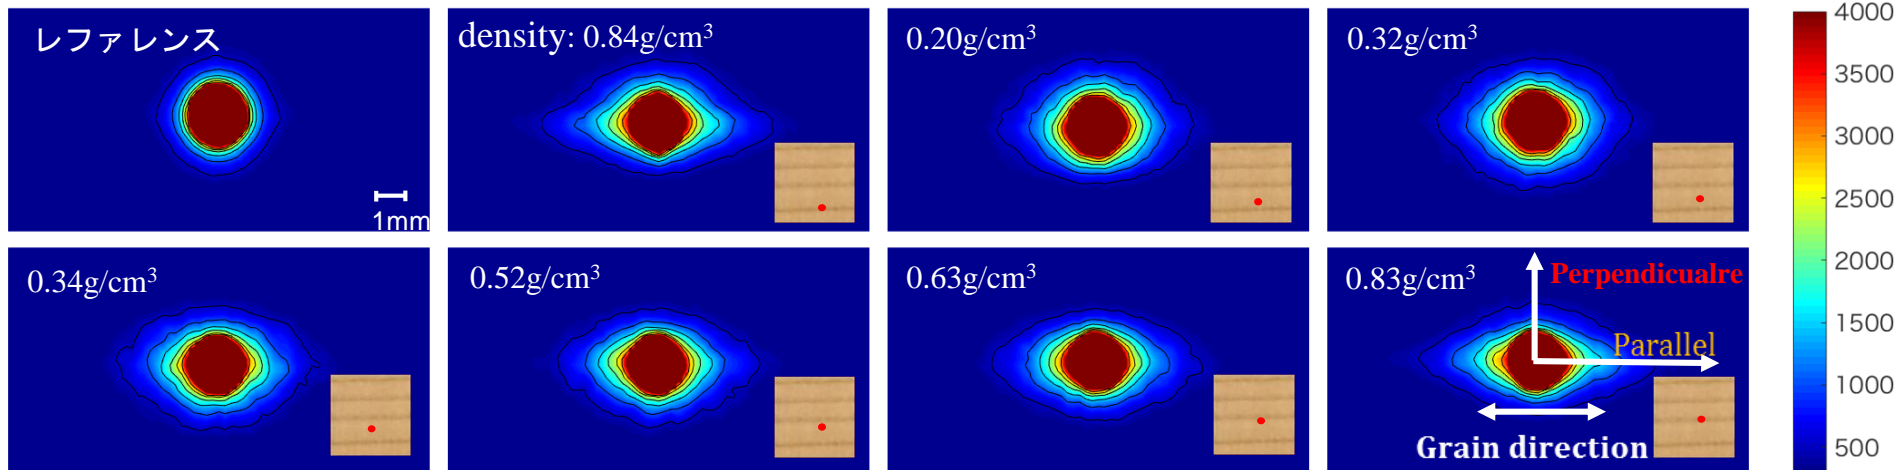 レファレンス
density: 0.84g/cm³
0.20g/cm³
0.32g/cm³
1mm
0.34g/cm³
0.52g/cm³
0.63g/cm³
0.83g/cm³
Perpendicualre
Parallel
Grain direction
4000
3500
3000
2500
2000
1500
1000
500